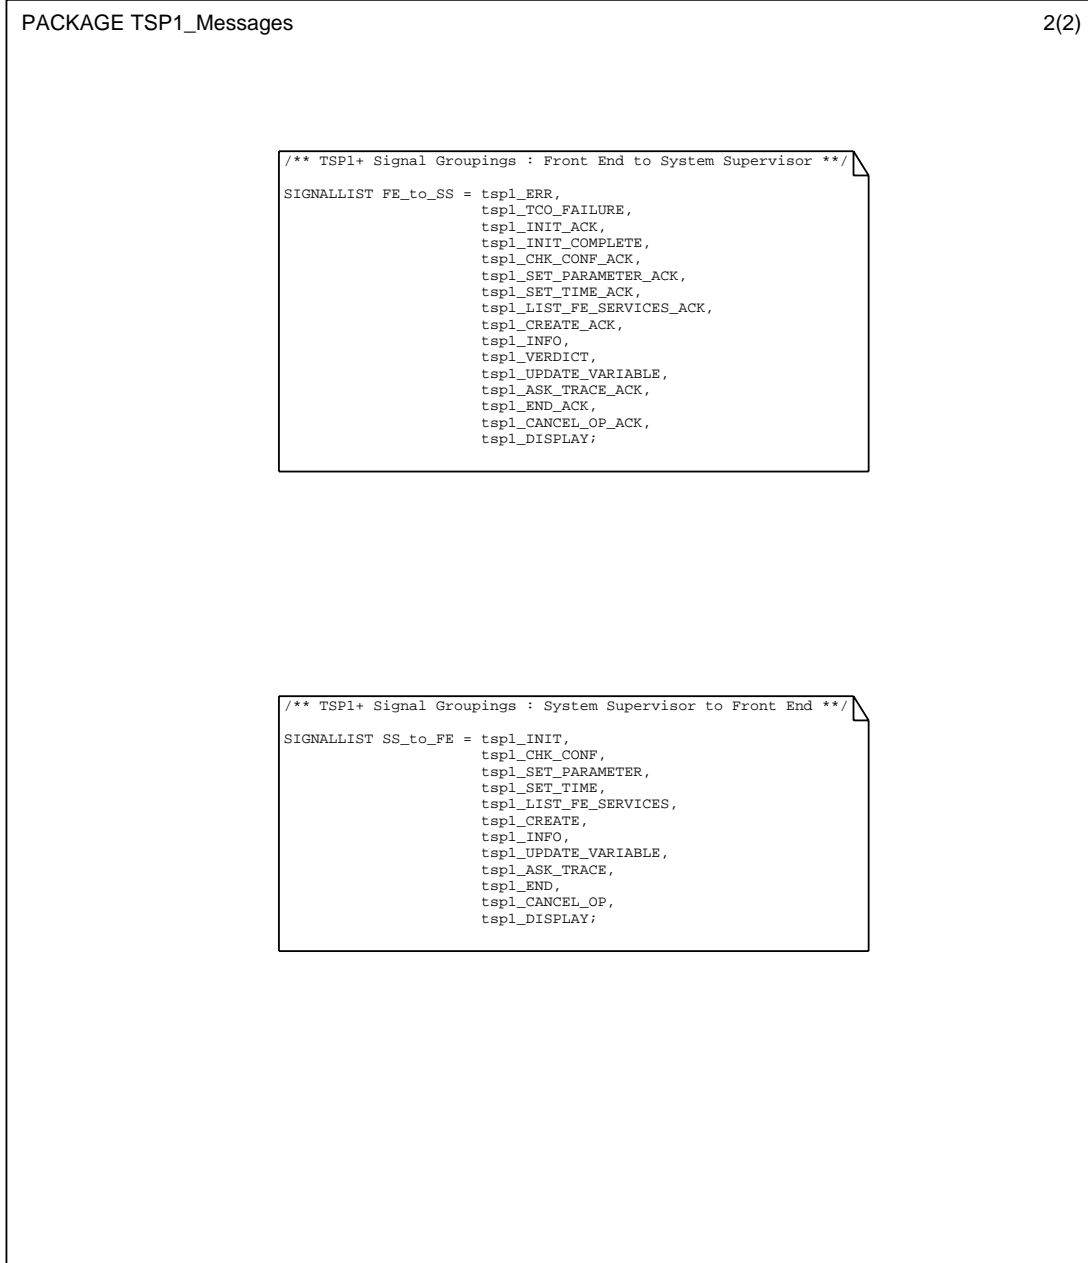 PACKAGE TSP1_Messages 2(2)
/** TSP1+ Signal Groupings : Front End to System Supervisor **/
SIGNALLIST FE_to_SS = tsp1_ERR,
tsp1_TCO_FAILURE,
tsp1_INIT_ACK,
tsp1_INIT_COMPLETE,
tsp1_CHK_CONF_ACK,
tsp1_SET_PARAMETER_ACK,
tsp1_SET_TIME_ACK,
tsp1_LIST_FE_SERVICES_ACK,
tsp1_CREATE_ACK,
tsp1_INFO,
tsp1_VERDICT,
tsp1_UPDATE_VARIABLE,
tsp1_ASK_TRACE_ACK,
tsp1_END_ACK,
tsp1_CANCEL_OP_ACK,
tsp1_DISPLAY;
/** TSP1+ Signal Groupings : System Supervisor to Front End **/
SIGNALLIST SS_to_FE = tsp1_INIT,
tsp1_CHK_CONF,
tsp1_SET_PARAMETER,
tsp1_SET_TIME,
tsp1_LIST_FE_SERVICES,
tsp1_CREATE,
tsp1_INFO,
tsp1_UPDATE_VARIABLE,
tsp1_ASK_TRACE,
tsp1_END,
tsp1_CANCEL_OP,
tsp1_DISPLAY;